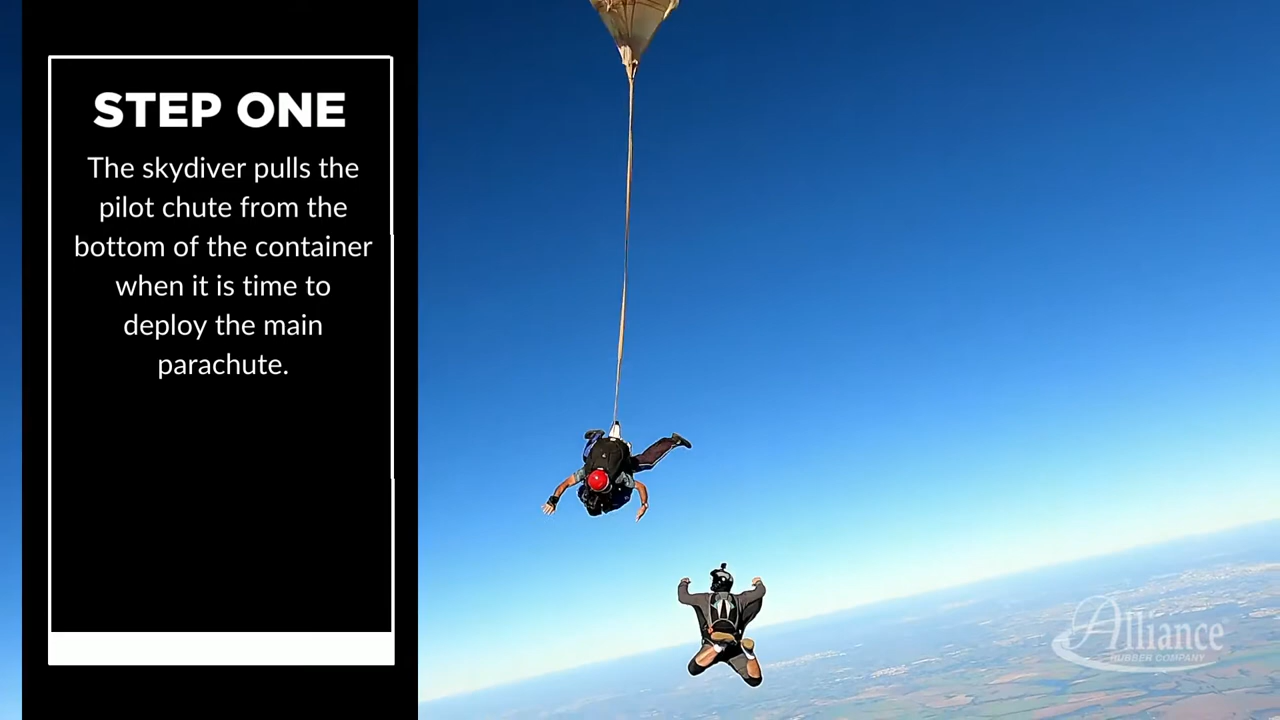 STEP ONE
The skydiver pulls the
pilot chute from the
bottom of the container
when it is time to
deploy the main
parachute.
Alliance
RUBBER COMPANY